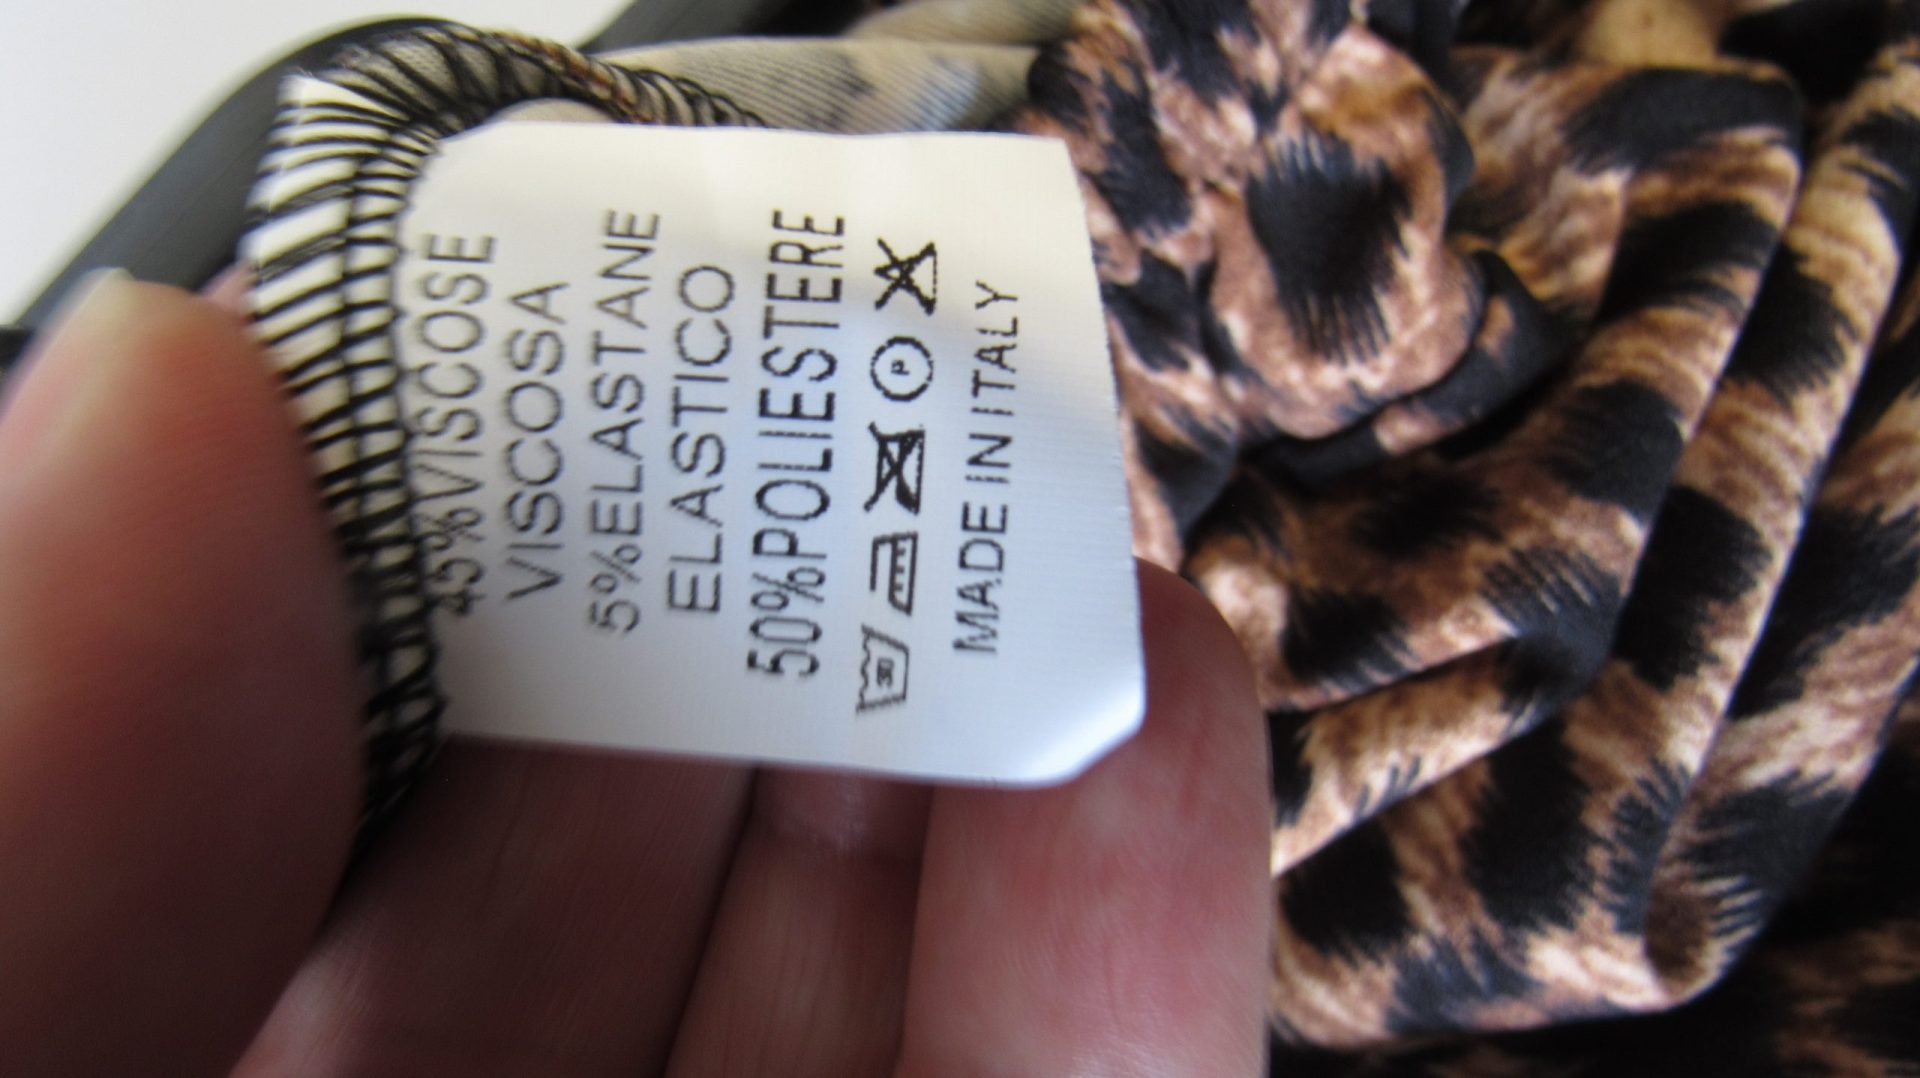 45%VISCOSE
VISCOSA
5%ELASTANE
ELASTICO
50%POLIESTERE
P
MADE IN ITALY